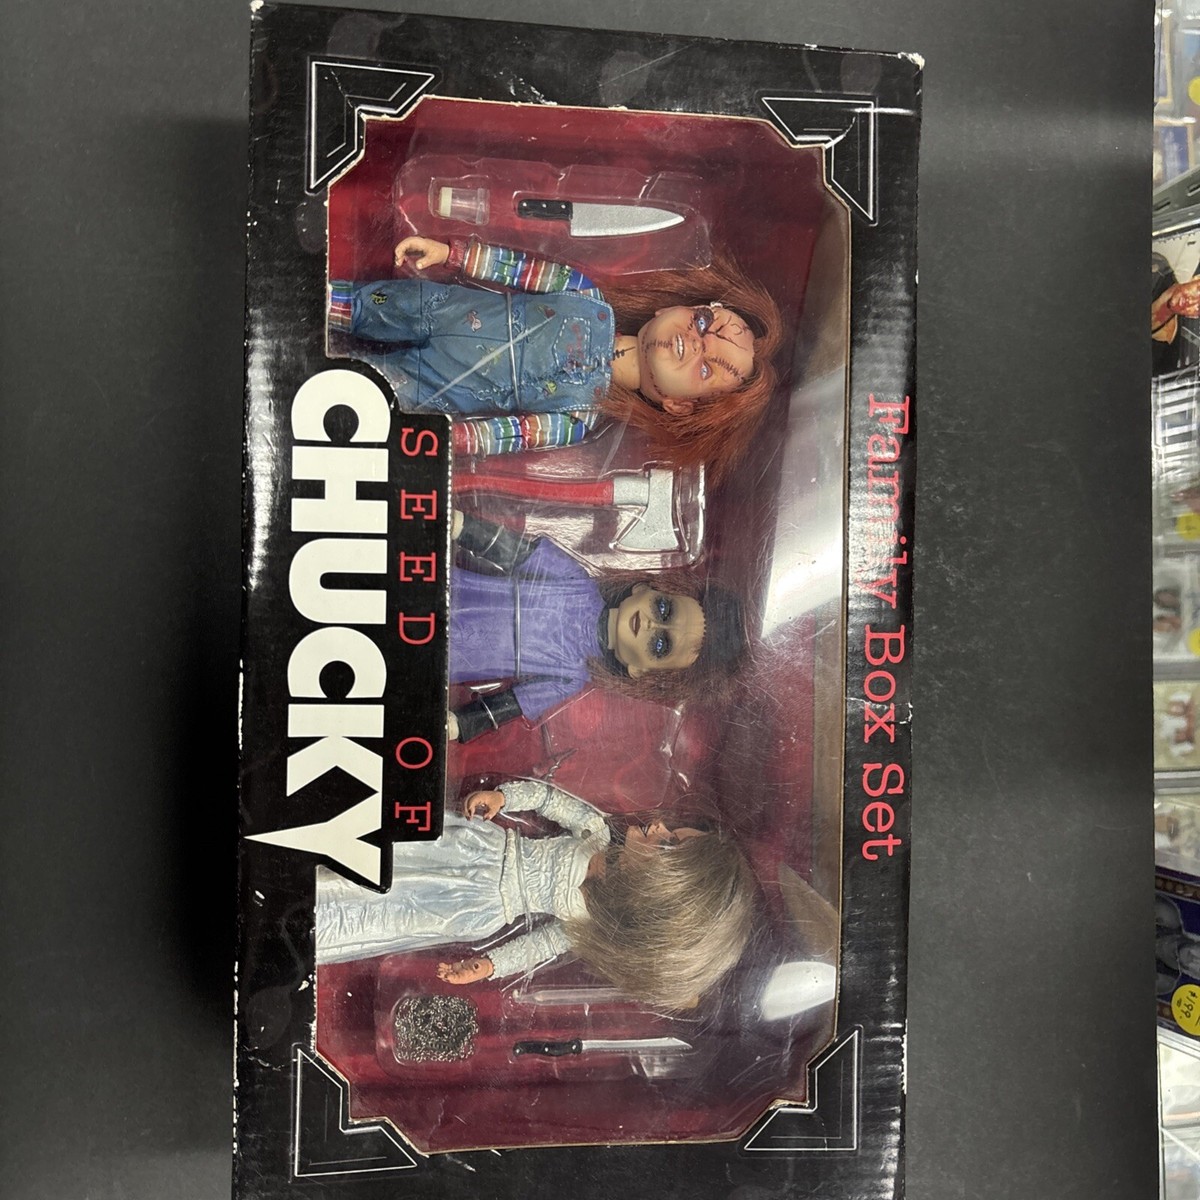 Family Box Set
SEED OF
CHUCKY